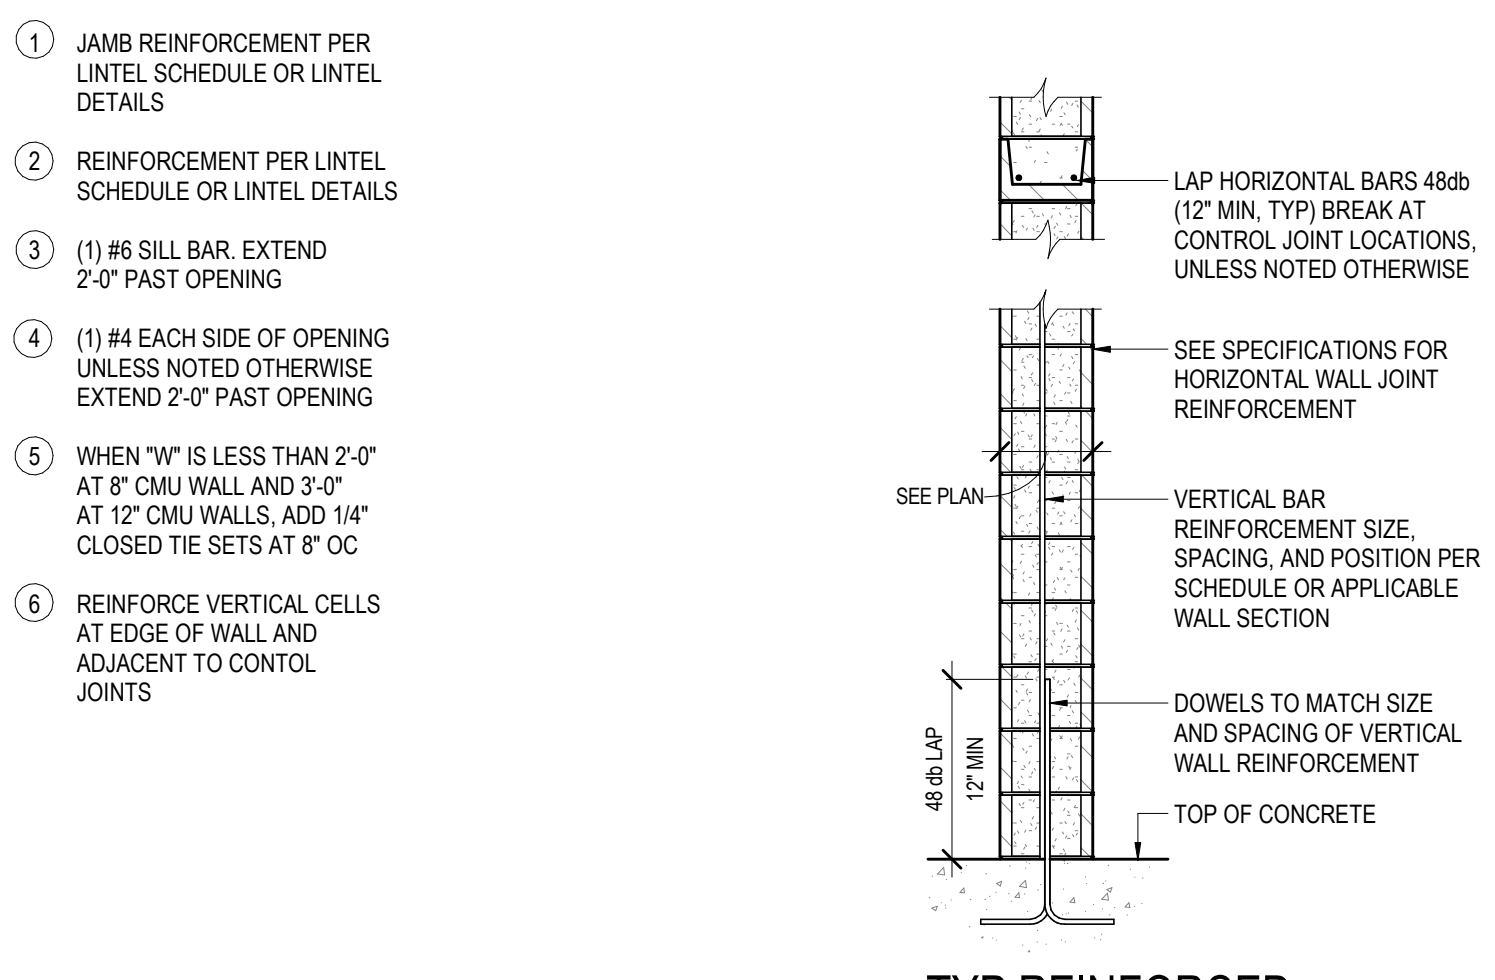 1 JAMB REINFORCEMENT PER
LINTEL SCHEDULE OR LINTEL
DETAILS
2 REINFORCEMENT PER LINTEL
SCHEDULE OR LINTEL DETAILS
3 (1) #6 SILL BAR. EXTEND
2'-0" PAST OPENING
4 (1) #4 EACH SIDE OF OPENING
UNLESS NOTED OTHERWISE
EXTEND 2'-0" PAST OPENING
5 WHEN "W" IS LESS THAN 2'-0"
AT 8" CMU WALL AND 3'-0"
AT 12" CMU WALLS, ADD 1/4"
CLOSED TIE SETS AT 8" OC
6 REINFORCE VERTICAL CELLS
AT EDGE OF WALL AND
ADJACENT TO CONTOL
JOINTS
LAP HORIZONTAL BARS 48db
(12" MIN, TYP) BREAK AT
CONTROL JOINT LOCATIONS,
UNLESS NOTED OTHERWISE
SEE SPECIFICATIONS FOR
HORIZONTAL WALL JOINT
REINFORCEMENT
SEE PLAN
VERTICAL BAR
REINFORCEMENT SIZE,
SPACING, AND POSITION PER
SCHEDULE OR APPLICABLE
WALL SECTION
DOWELS TO MATCH SIZE
AND SPACING OF VERTICAL
WALL REINFORCEMENT
48 db LAP
12" MIN
TOP OF CONCRETE
TYP REINFORCED